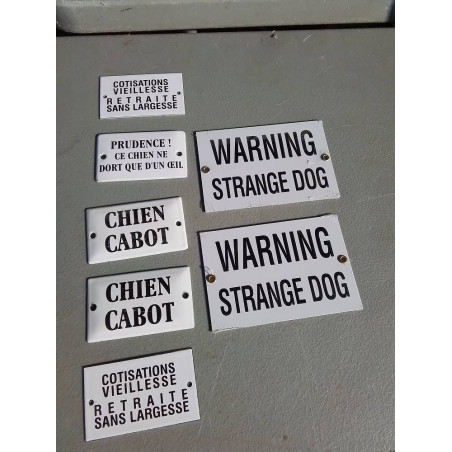 COTISATIONS
VIEILLESSE
RETRAITE
SANS LARGESSE
PRUDENCE !
CE CHIEN NE
DORT QUE D'UN ŒIL
CHIEN
CABOT
CHIEN
CABOT
COTISATIONS
VIEILLESSE
RETRAITE
SANS LARGESSE
WARNING
STRANGE DOG
WARNING
STRANGE DOG